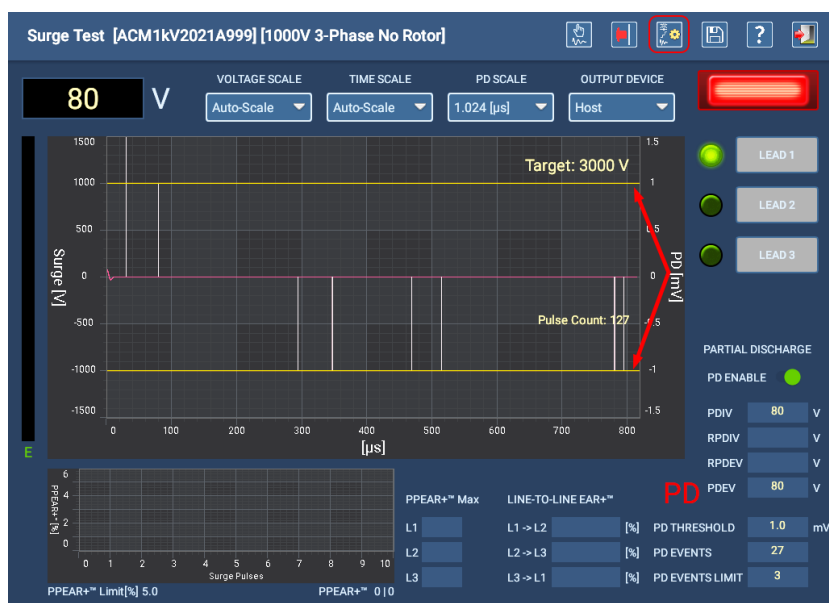 Surge Test [ACM1kV2021A999] [1000V 3-Phase No Rotor]
80 V
VOLTAGE SCALE
Auto-Scale
TIME SCALE
Auto-Scale
PD SCALE
1.024 [µs]
OUTPUT DEVICE
Host
LEAD 1
LEAD 2
LEAD 3
Target: 3000 V
Pulse Count: 127
Surge [V]
1500
1000
500
0
-500
-1000
-1500
PD [mV]
1.5
1
0.5
0
-0.5
-1
-1.5
0 100 200 300 400 500 600 700 800
[µs]
E
PARTIAL DISCHARGE
PD ENABLE
PDIV 80 V
RPDIV V
RPDEV V
PD
PDEV 80 V
PD THRESHOLD 1.0 mV
PD EVENTS 27
PD EVENTS LIMIT 3
PPEAR+™ [%]
6
4
2
0
0 1 2 3 4 5 6 7 8 9 10
Surge Pulses
PPEAR+™ Limit[%] 5.0
PPEAR+™ 0|0
PPEAR+™ Max
L1
L2
L3
LINE-TO-LINE EAR+™
L1 -> L2 [%]
L2 -> L3 [%]
L3 -> L1 [%]